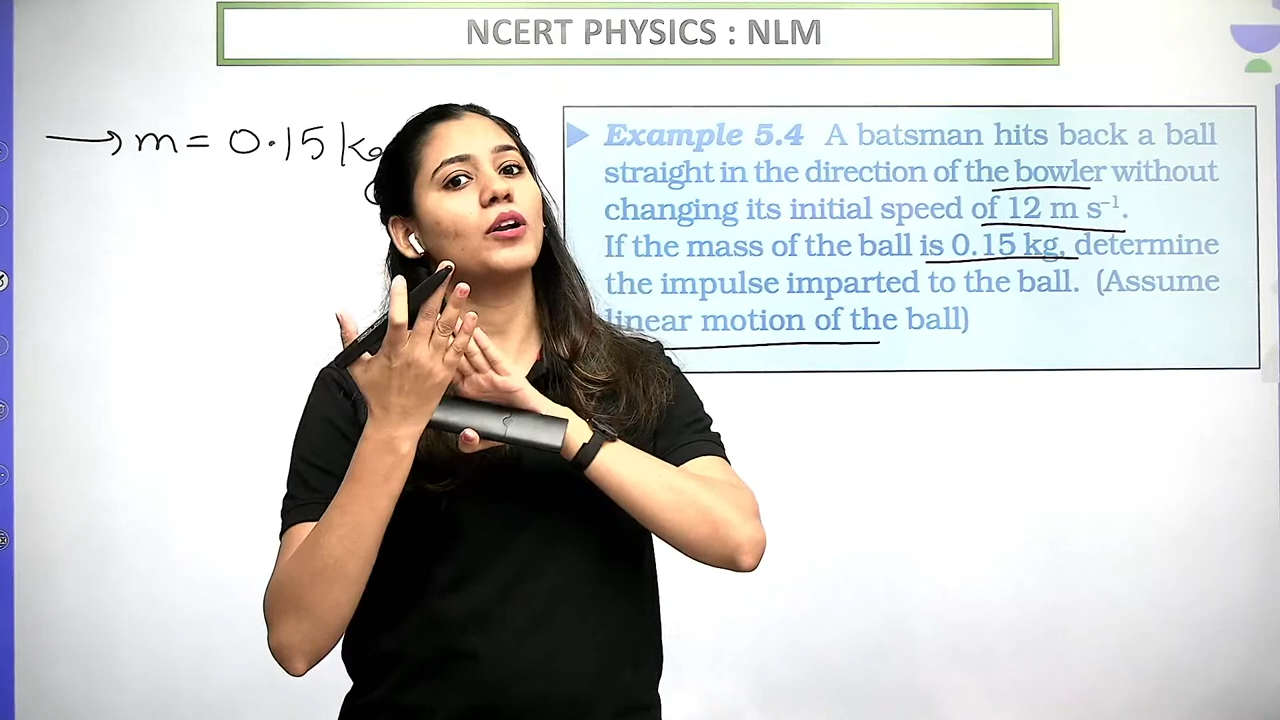 NCERT PHYSICS : NLM
→ m = 0.15 kg
Example 5.4 A batsman hits back a ball
straight in the direction of the bowler without
changing its initial speed of 12 m s⁻¹.
If the mass of the ball is 0.15 kg, determine
the impulse imparted to the ball. (Assume
linear motion of the ball)